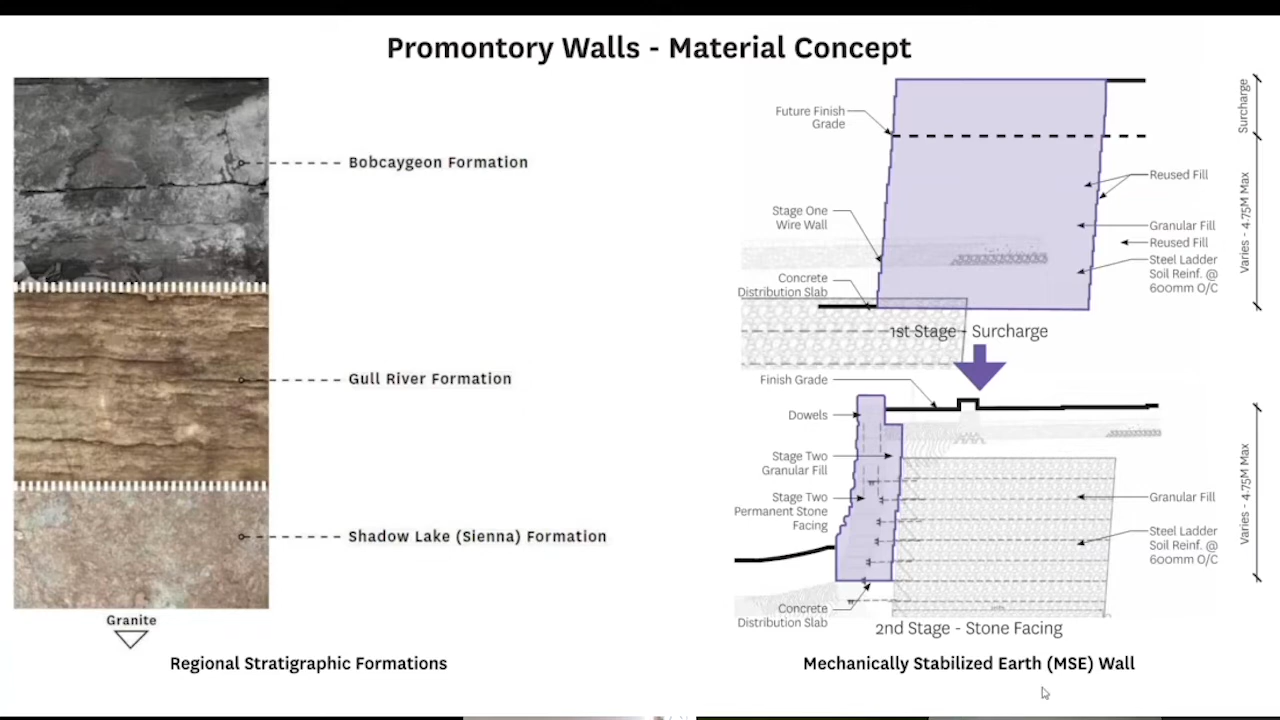 Promontory Walls - Material Concept
Bobcaygeon Formation
Gull River Formation
Shadow Lake (Sienna) Formation
Granite
Regional Stratigraphic Formations
Future Finish
Grade
Stage One
Wire Wall
Concrete
Distribution Slab
Reused Fill
Granular Fill
Reused Fill
Steel Ladder
Soil Reinf. @
600mm O/C
Surcharge
Varies - 4.75M Max
1st Stage - Surcharge
Finish Grade
Dowels
Stage Two
Granular Fill
Stage Two
Permanent Stone
Facing
Concrete
Distribution Slab
Granular Fill
Steel Ladder
Soil Reinf. @
600mm O/C
Varies - 4.75M Max
2nd Stage - Stone Facing
Mechanically Stabilized Earth (MSE) Wall